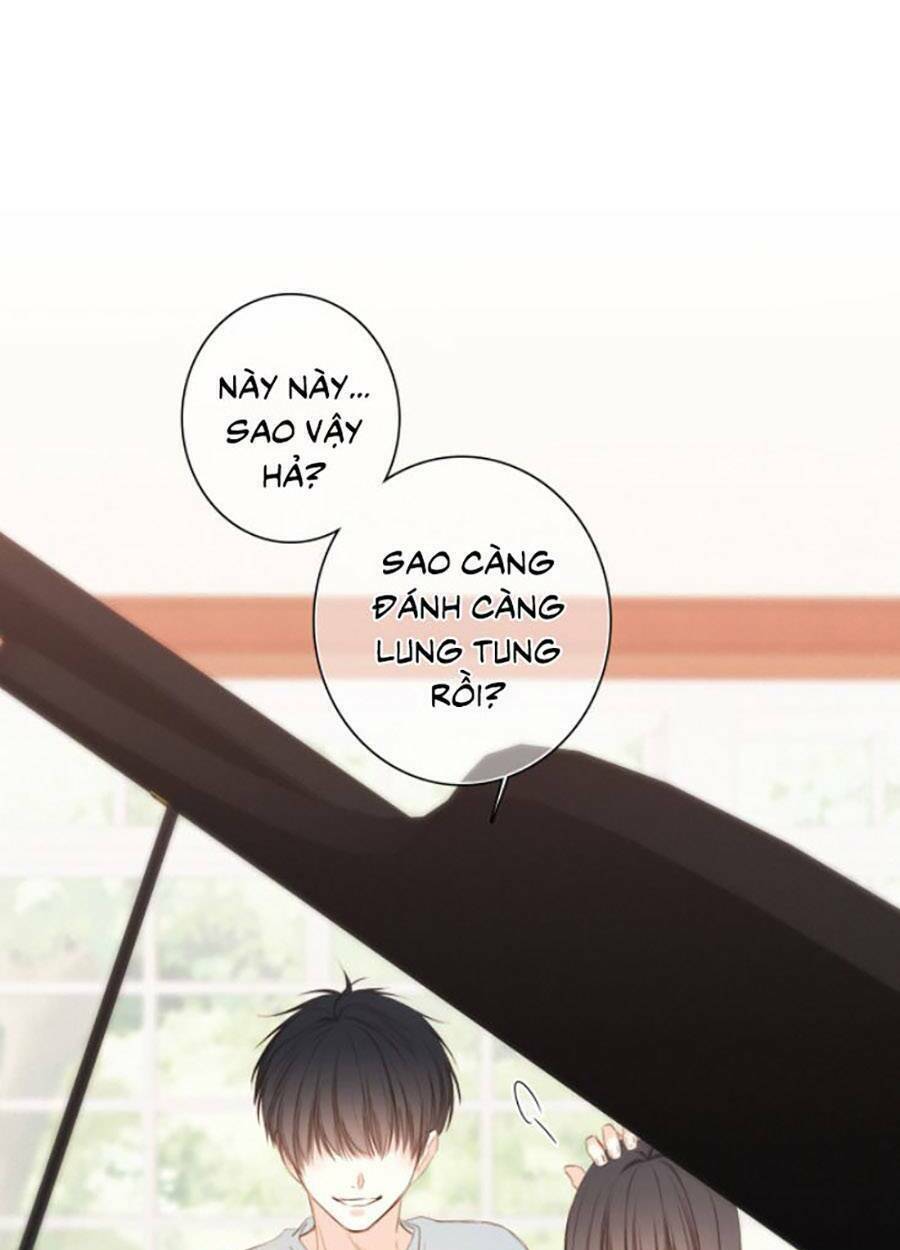 NÀY NÀY...
SAO VẬY
HẢ?
SAO CÀNG
ĐÁNH CÀNG
LUNG TUNG
RỒI?